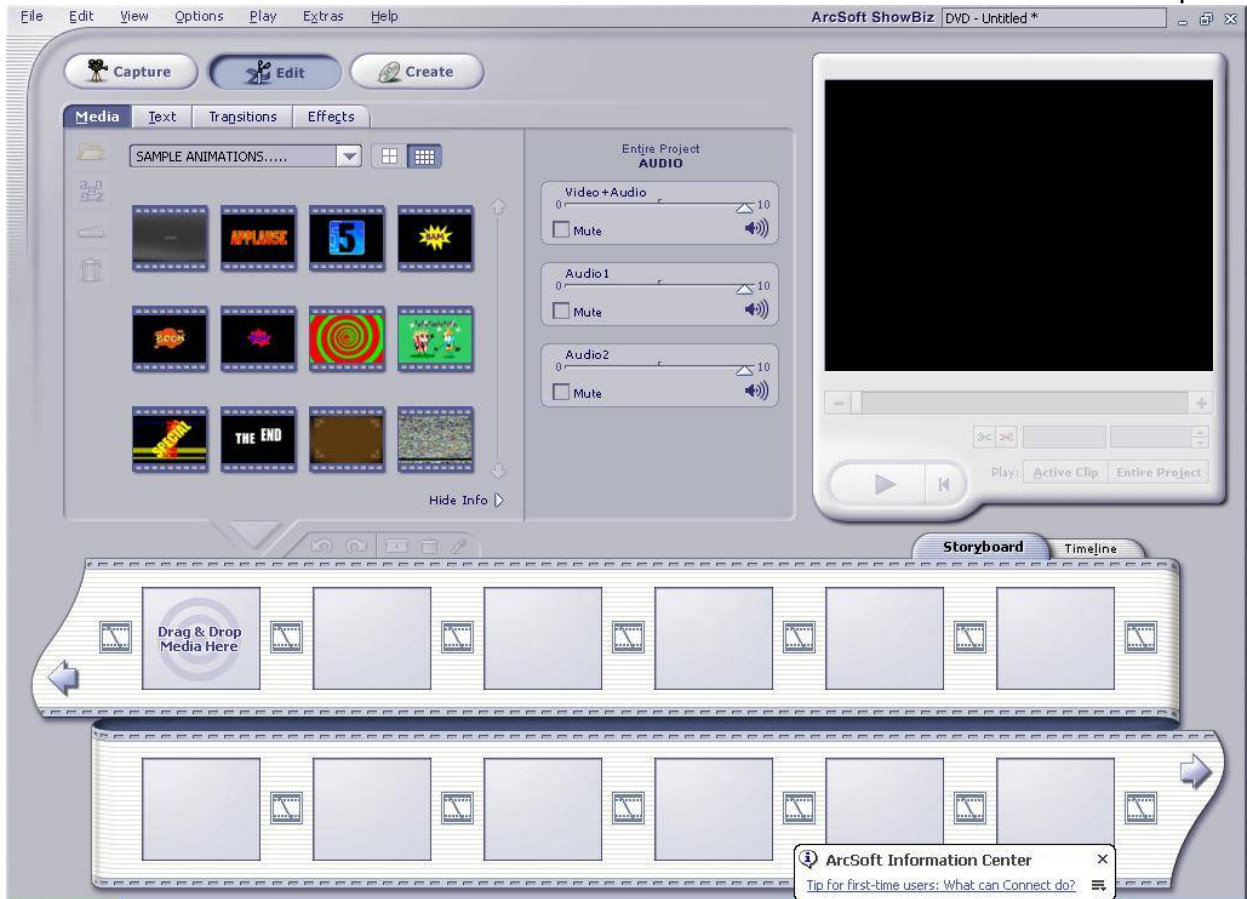 File Edit View Options Play Extras Help
ArcSoft ShowBiz DVD - Untitled *
Capture Edit Create
Media Text Transitions Effects
SAMPLE ANIMATIONS.....
APPLAUSE
5
BAM
BOOM
SPECIAL
THE END
Hide Info
Entire Project
AUDIO
Video+Audio
0 10
Mute
Audio1
0 10
Mute
Audio2
0 10
Mute
Play: Active Clip Entire Project
Storyboard Timeline
Drag & Drop
Media Here
ArcSoft Information Center
Tip for first-time users: What can Connect do?